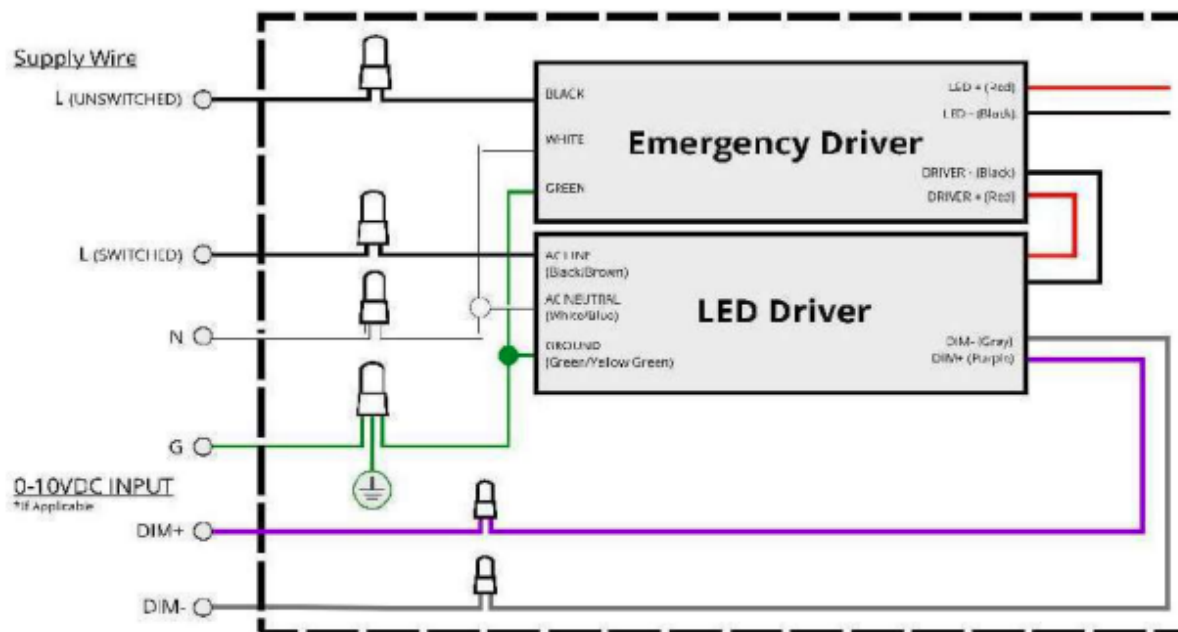 Supply Wire
L (UNSWITCHED)
BLACK
WHITE
GREEN
Emergency Driver
LED + (Red)
LED - (Black)
DRIVER - (Black)
DRIVER + (Red)
L (SWITCHED)
AC LINE
(Black/Brown)
AC NEUTRAL
(White/Blue)
GROUND
(Green/Yellow Green)
LED Driver
DIM- (Gray)
DIM+ (Purple)
N
G
0-10VDC INPUT
*If Applicable
DIM+
DIM-